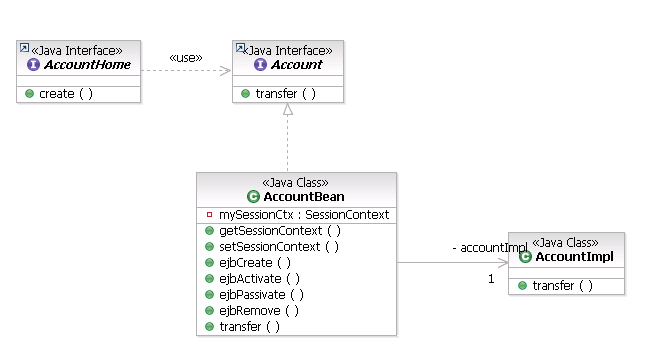 «Java Interface»
I AccountHome
create ( )
«use»
«Java Interface»
I Account
transfer ( )
«Java Class»
C AccountBean
mySessionCtx : SessionContext
getSessionContext ( )
setSessionContext ( )
ejbCreate ( )
ejbActivate ( )
ejbPassivate ( )
ejbRemove ( )
transfer ( )
- accountImpl
1
«Java Class»
C AccountImpl
transfer ( )